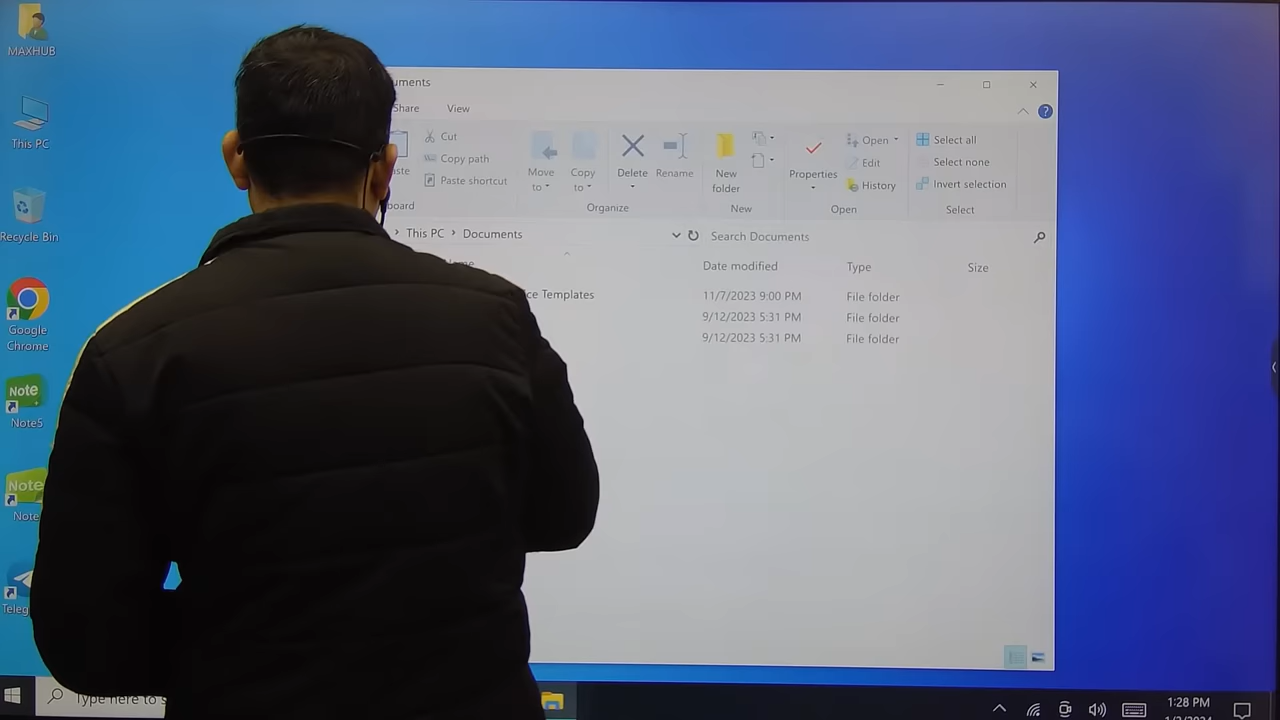 MAXHUB
This PC
Recycle Bin
Google
Chrome
Note
Note5
Note
Note
uments
Share
View
Cut
Copy path
Paste shortcut
Move
to
Copy
to
Delete
Rename
Organize
New
folder
New
Properties
Open
Edit
History
Open
Select all
Select none
Invert selection
Select
This PC > Documents
Search Documents
Date modified
Type
Size
ice Templates
11/7/2023 9:00 PM
File folder
9/12/2023 5:31 PM
File folder
9/12/2023 5:31 PM
File folder
Type here to s
1:28 PM